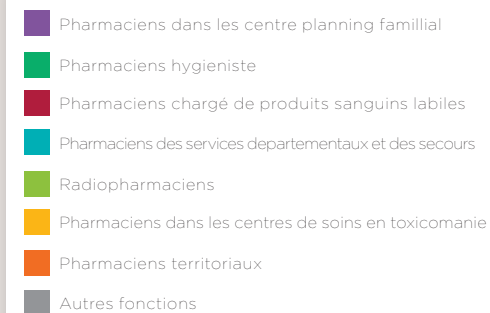 Pharmaciens dans les centre planning famillial
Pharmaciens hygieniste
Pharmaciens chargé de produits sanguins labiles
Pharmaciens des services departementaux et des secours
Radiopharmaciens
Pharmaciens dans les centres de soins en toxicomanie
Pharmaciens territoriaux
Autres fonctions